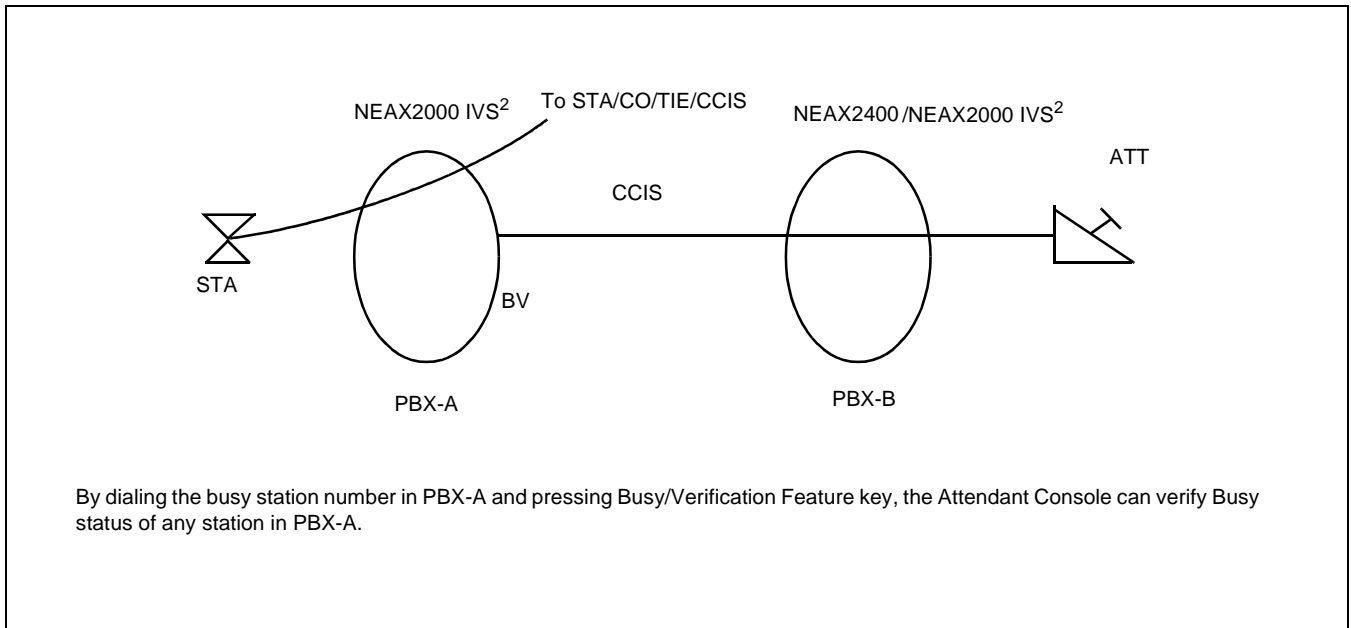 NEAX2000 IVS²
To STA/CO/TIE/CCIS
NEAX2400/NEAX2000 IVS²
ATT
CCIS
STA
BV
PBX-A
PBX-B
By dialing the busy station number in PBX-A and pressing Busy/Verification Feature key, the Attendant Console can verify Busy
status of any station in PBX-A.